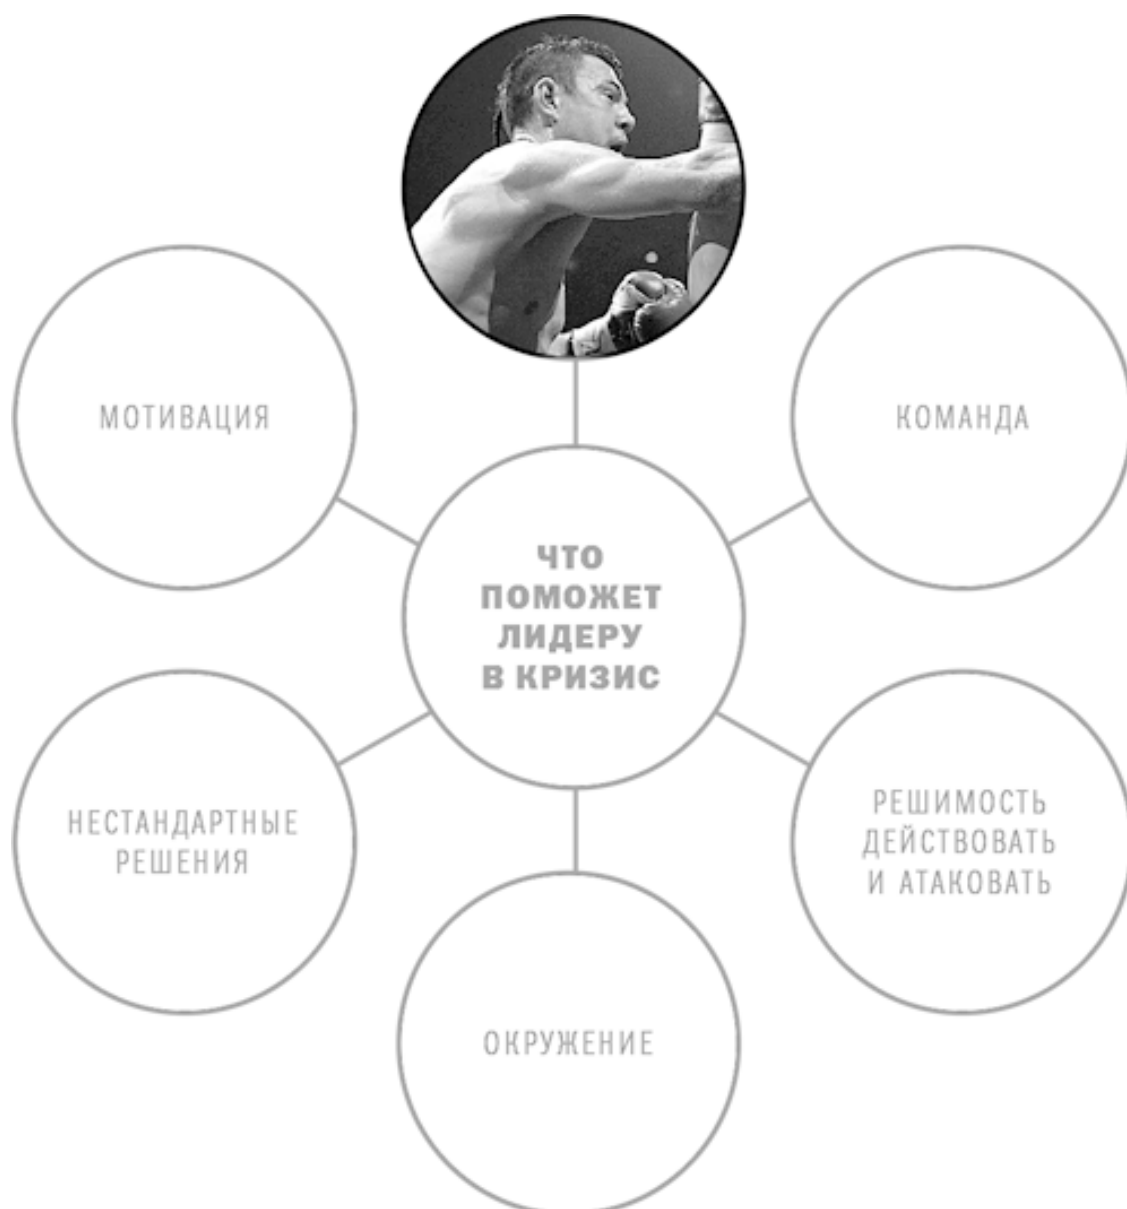 МОТИВАЦИЯ
КОМАНДА
ЧТО
ПОМОЖЕТ
ЛИДЕРУ
В КРИЗИС
НЕСТАНДАРТНЫЕ
РЕШЕНИЯ
РЕШИМОСТЬ
ДЕЙСТВОВАТЬ
И АТАКОВАТЬ
ОКРУЖЕНИЕ